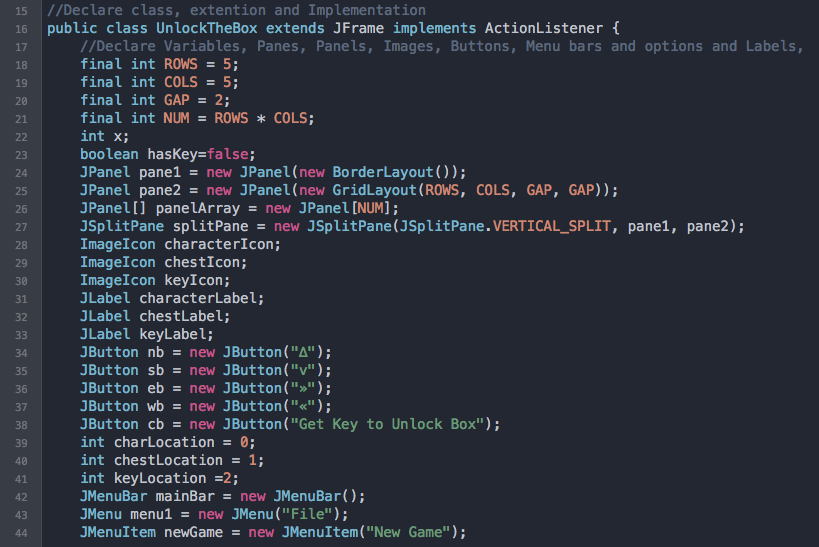 15 //Declare class, extention and Implementation
16 public class UnlockTheBox extends JFrame implements ActionListener {
17 //Declare Variables, Panes, Panels, Images, Buttons, Menu bars and options and Labels,
18 final int ROWS = 5;
19 final int COLS = 5;
20 final int GAP = 2;
21 final int NUM = ROWS * COLS;
22 int x;
23 boolean hasKey=false;
24 JPanel pane1 = new JPanel(new BorderLayout());
25 JPanel pane2 = new JPanel(new GridLayout(ROWS, COLS, GAP, GAP));
26 JPanel[] panelArray = new JPanel[NUM];
27 JSplitPane splitPane = new JSplitPane(JSplitPane.VERTICAL_SPLIT, pane1, pane2);
28 ImageIcon characterIcon;
29 ImageIcon chestIcon;
30 ImageIcon keyIcon;
31 JLabel characterLabel;
32 JLabel chestLabel;
33 JLabel keyLabel;
34 JButton nb = new JButton("∆");
35 JButton sb = new JButton("v");
36 JButton eb = new JButton("»");
37 JButton wb = new JButton("«");
38 JButton cb = new JButton("Get Key to Unlock Box");
39 int charLocation = 0;
40 int chestLocation = 1;
41 int keyLocation =2;
42 JMenuBar mainBar = new JMenuBar();
43 JMenu menu1 = new JMenu("File");
44 JMenuItem newGame = new JMenuItem("New Game");